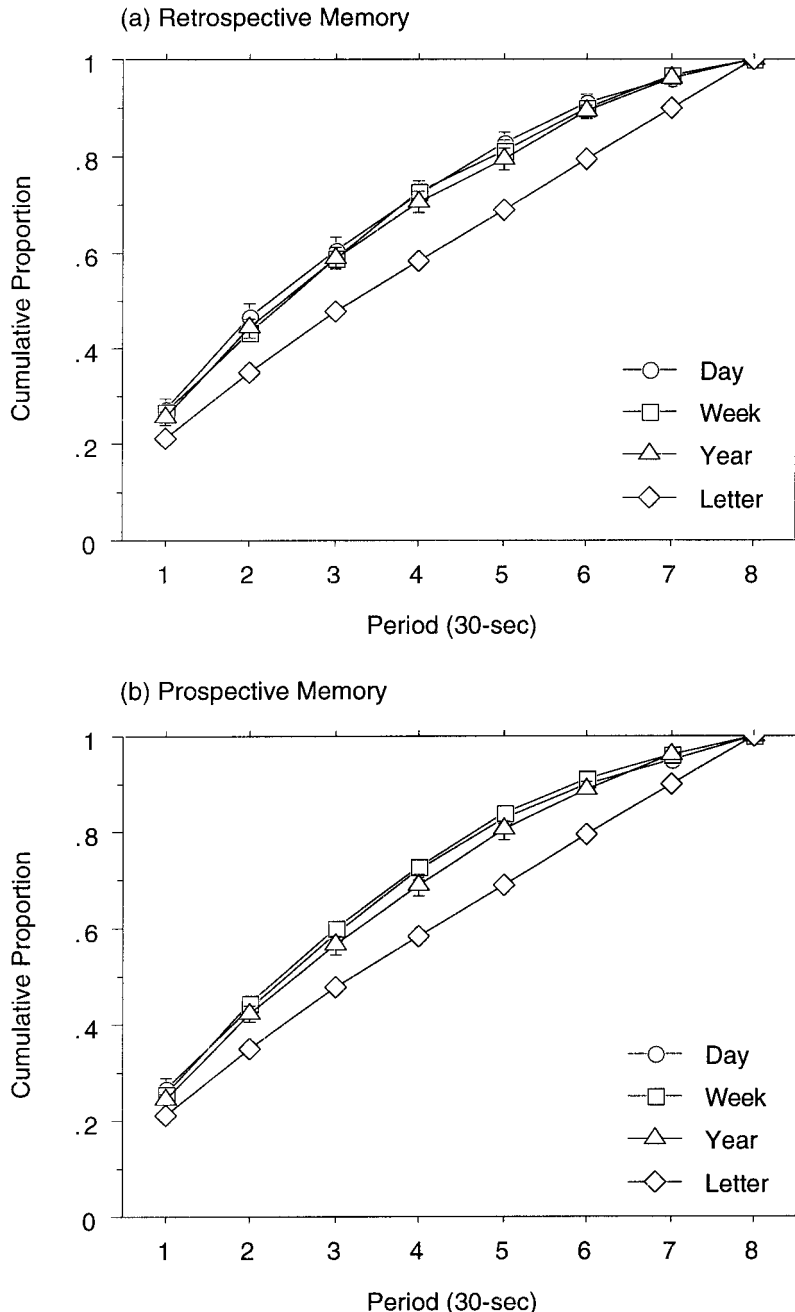 (a) Retrospective Memory
1
.8
.6
.4
.2
0
Cumulative Proportion
Day
Week
Year
Letter
1 2 3 4 5 6 7 8
Period (30-sec)
(b) Prospective Memory
1
.8
.6
.4
.2
0
Cumulative Proportion
Day
Week
Year
Letter
1 2 3 4 5 6 7 8
Period (30-sec)